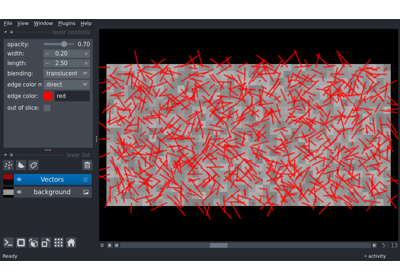 File View Window Plugins Help
layer controls
opacity: 0.70
width: 0.20
length: 2.50
blending: translucent
edge color m direct
edge color: red
out of slice:
layer list
Vectors
background
0 5 13
Ready activity